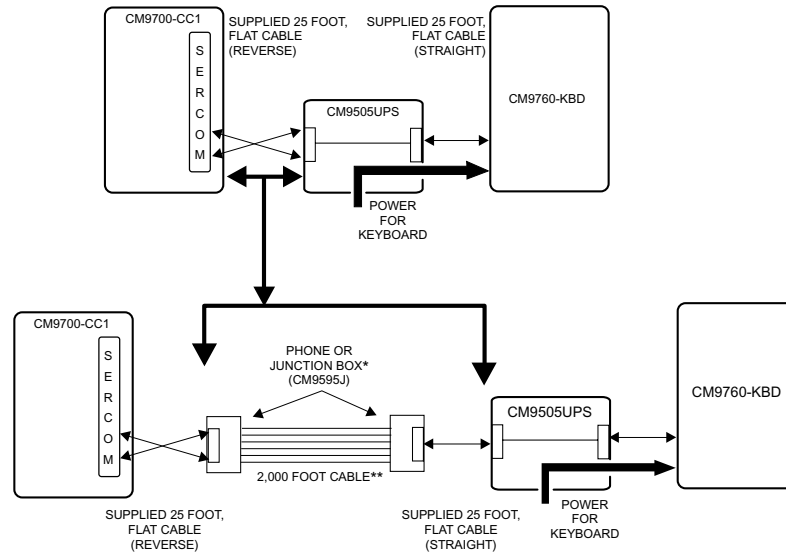 CM9700-CC1
SUPPLIED 25 FOOT,
FLAT CABLE
(REVERSE)
SUPPLIED 25 FOOT,
FLAT CABLE
(STRAIGHT)
S
E
R
C
O
M
CM9505UPS
CM9760-KBD
POWER
FOR
KEYBOARD
CM9700-CC1
S
E
R
C
O
M
PHONE OR
JUNCTION BOX*
(CM9595J)
2,000 FOOT CABLE**
CM9505UPS
CM9760-KBD
SUPPLIED 25 FOOT,
FLAT CABLE
(REVERSE)
SUPPLIED 25 FOOT,
FLAT CABLE
(STRAIGHT)
POWER
FOR
KEYBOARD